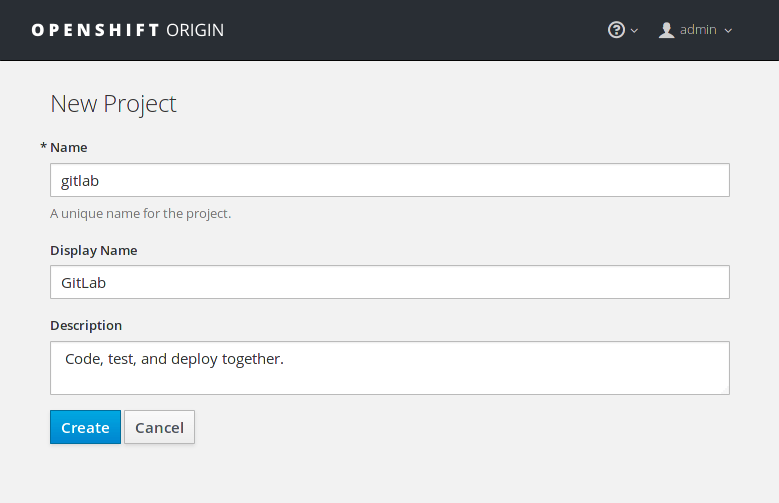 OPENSHIFT ORIGIN
? admin
New Project
* Name
gitlab
A unique name for the project.
Display Name
GitLab
Description
Code, test, and deploy together.
Create Cancel